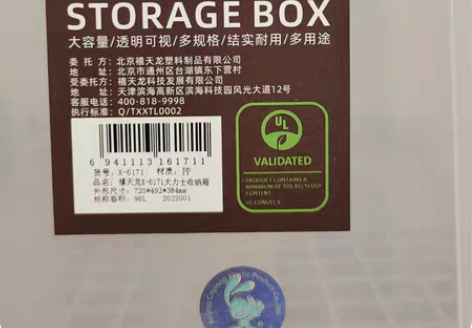 STORAGE BOX
大容量/透明可视/多规格/结实耐用/多用途
委托方：北京禧天龙塑料制品有限公司
地址：北京市通州区台湖镇东下营村
受委托方：禧天龙科技发展有限公司
地址：天津滨海高新区滨海科技园风光大道12号
客服电话：400-818-9998
执行标准：Q/TXXTL0002
6 941113 161711
货号：X-6171 材质：PP
品名：禧天龙X-6171大力士收纳箱
外形尺寸：720*492*384mm
标称容积：96L 2022001
UL
VALIDATED
• PRODUCT CONTAINS A
MINIMUM OF 70% RECYCLED
CONTENT
UL.COM/ECV